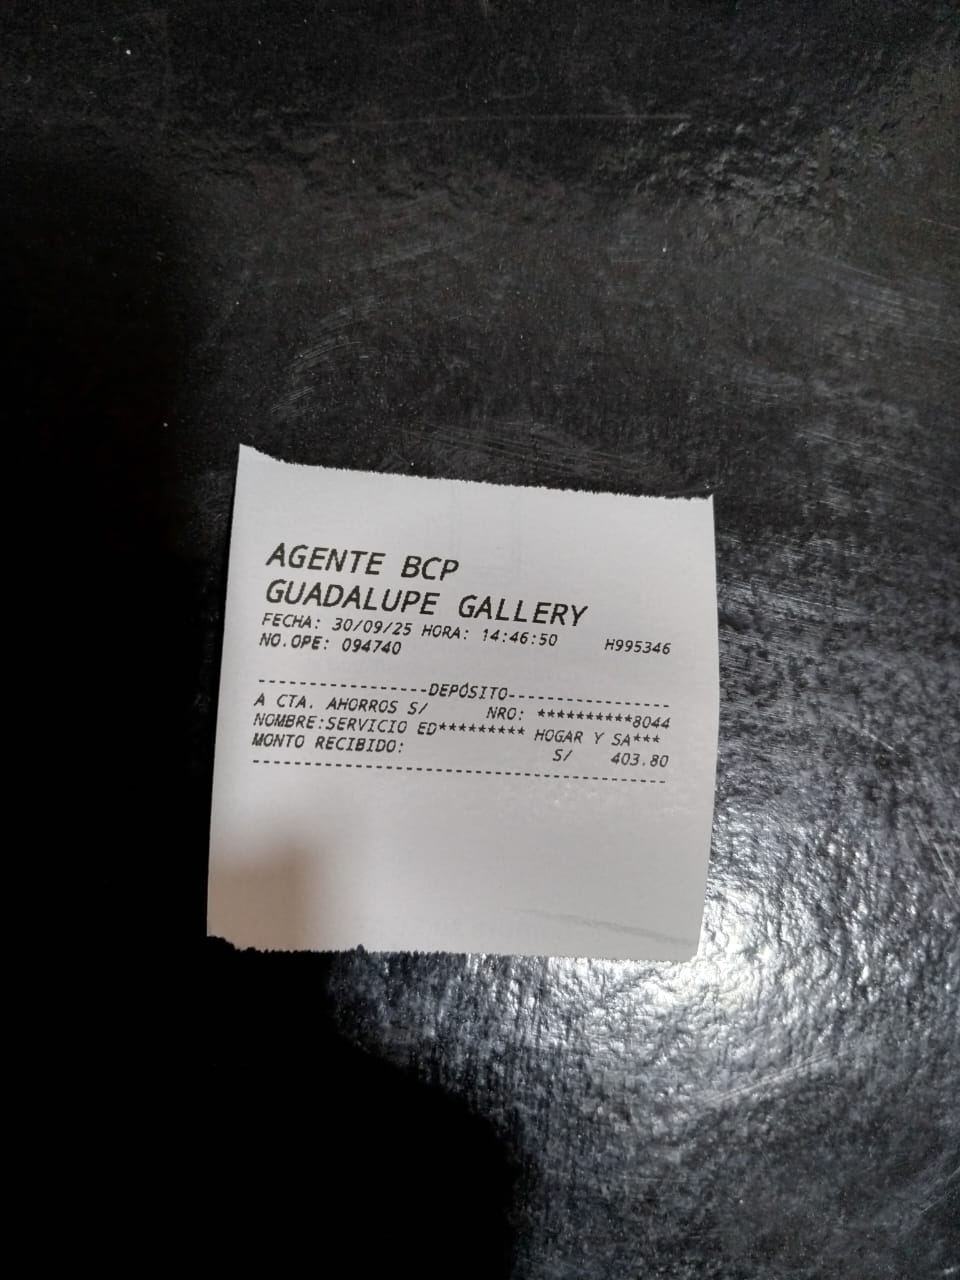 AGENTE BCP
GUADALUPE GALLERY
FECHA: 30/09/25 HORA: 14:46:50 H995346
NO.OPE: 094740
------------------DEPÓSITO-----------------
A CTA. AHORROS S/ NRO: **********8044
NOMBRE:SERVICIO ED********* HOGAR Y SA***
MONTO RECIBIDO: S/ 403.80
-------------------------------------------